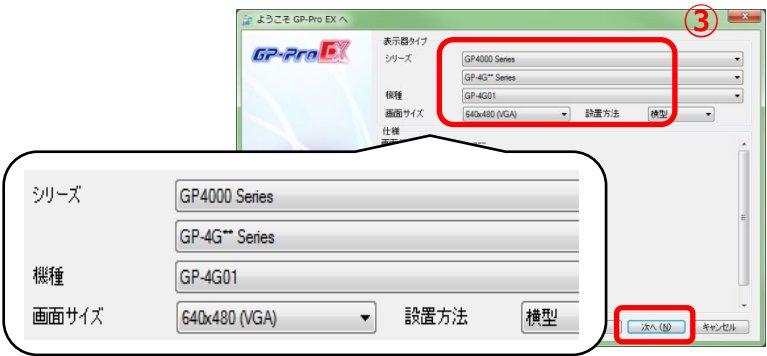 ようこそ GP-Pro EX へ
③
GP-Pro EX
表示器タイプ
シリーズ
GP4000 Series
GP-4G** Series
機種
GP-4G01
画面サイズ
640x480 (VGA)
設置方法
横型
仕様
シリーズ
GP4000 Series
GP-4G** Series
機種
GP-4G01
画面サイズ
640x480 (VGA)
設置方法
横型
次へ (N)
キャンセル